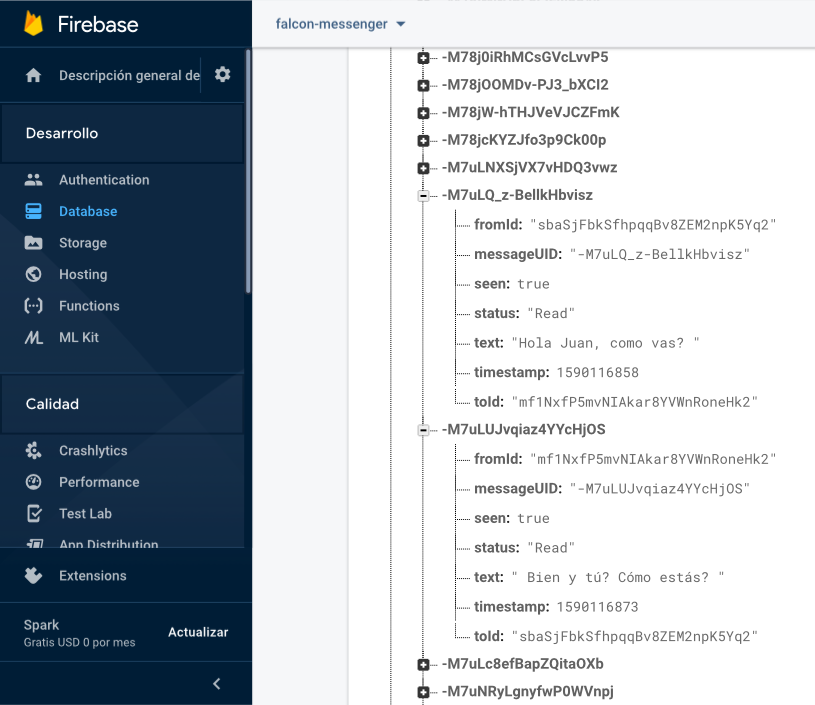 Firebase
Descripción general de
Desarrollo
Authentication
Database
Storage
Hosting
Functions
ML Kit
Calidad
Crashlytics
Performance
Test Lab
App Distribution
Extensions
Spark
Gratis USD 0 por mes
Actualizar
falcon-messenger
-M78j0iRhMCsGVcLvvP5
-M78jOOMDv-PJ3_bXCI2
-M78jW-hTHJVeVJCZFmK
-M78jcKYZJfo3p9Ck00p
-M7uLNXSjVX7vHDQ3vwz
-M7uLQ_z-BellkHbvisz
fromId: "sbaSjFbkSfhpqqBv8ZEM2npK5Yq2"
messageUID: "-M7uLQ_z-BellkHbvisz"
seen: true
status: "Read"
text: "Hola Juan, como vas? "
timestamp: 1590116858
toId: "mf1NxfP5mvNIAkar8YVWnRoneHk2"
-M7uLUJvqiaz4YYcHjOS
fromId: "mf1NxfP5mvNIAkar8YVWnRoneHk2"
messageUID: "-M7uLUJvqiaz4YYcHjOS"
seen: true
status: "Read"
text: " Bien y tú? Cómo estás? "
timestamp: 1590116873
toId: "sbaSjFbkSfhpqqBv8ZEM2npK5Yq2"
-M7uLc8efBapZQitaOXb
-M7uNRyLgnyfwP0WVnpj